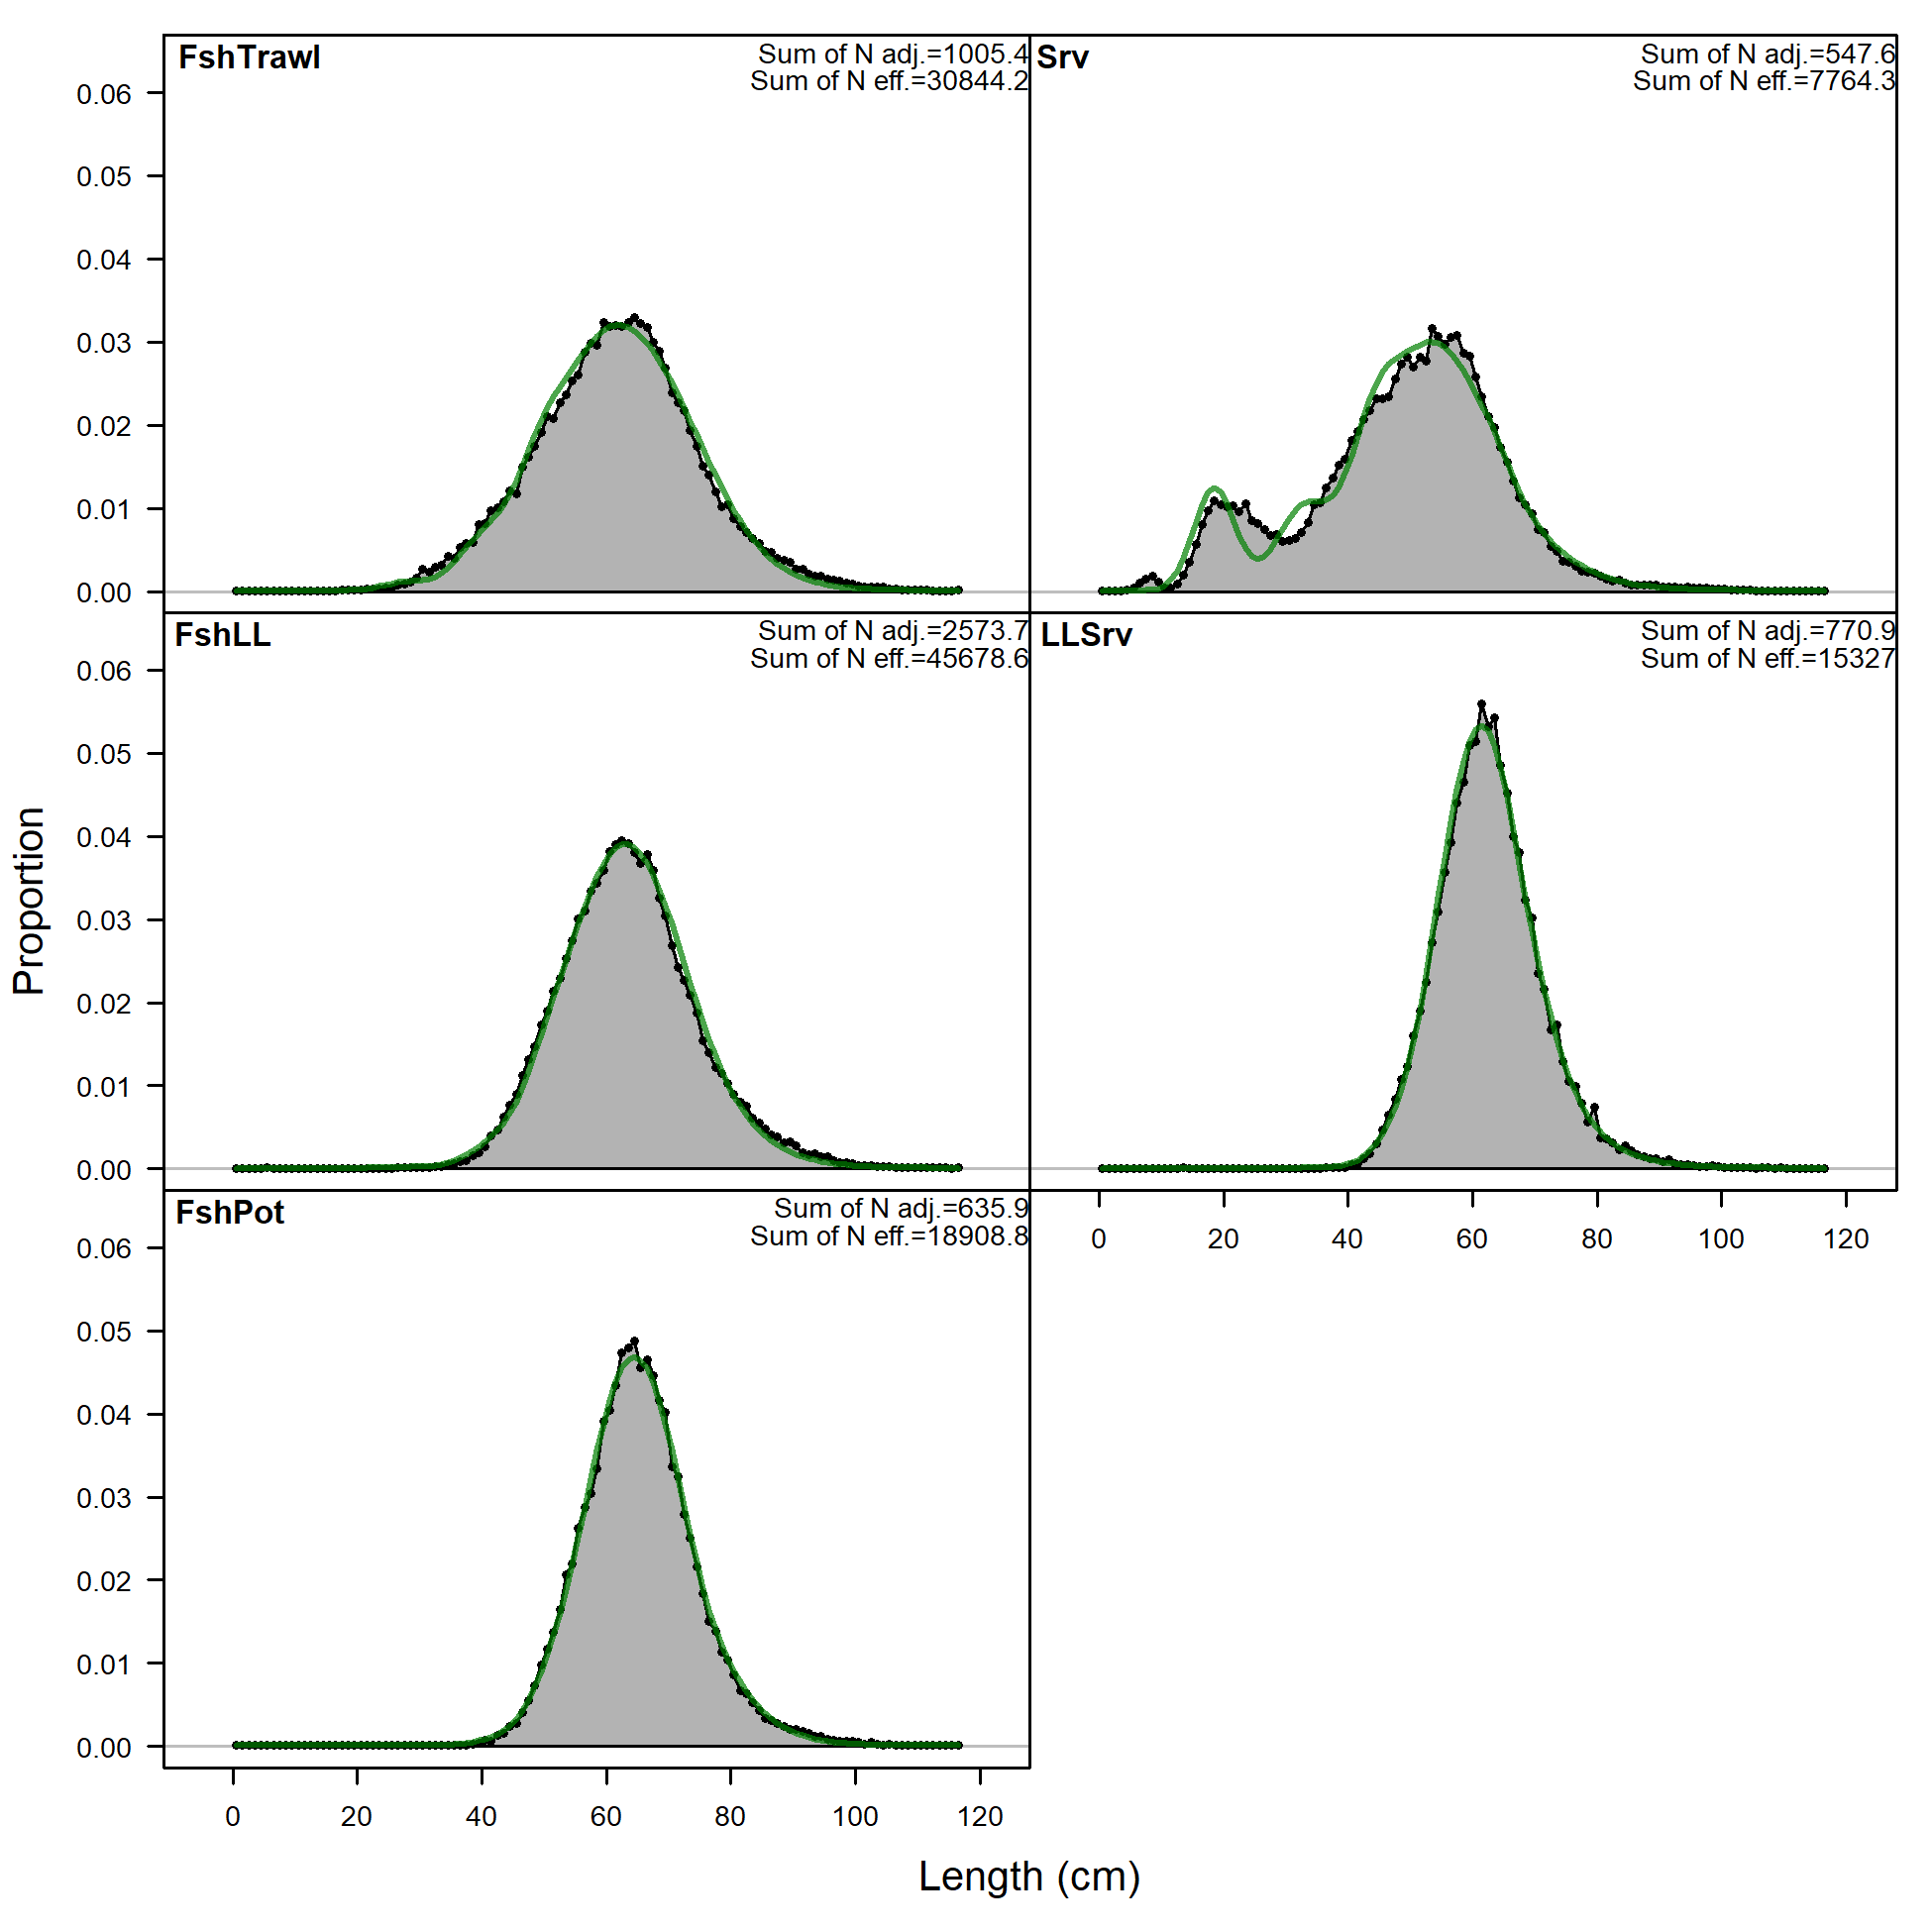 FshTrawl
Sum of N adj.=1005.4
Sum of N eff.=30844.2
Srv
Sum of N adj.=547.6
Sum of N eff.=7764.3
0.06
0.05
0.04
0.03
0.02
0.01
0.00
FshLL
Sum of N adj.=2573.7
Sum of N eff.=45678.6
LLSrv
Sum of N adj.=770.9
Sum of N eff.=15327
0.06
0.05
0.04
0.03
0.02
0.01
0.00
Proportion
FshPot
Sum of N adj.=635.9
Sum of N eff.=18908.8
0 20 40 60 80 100 120
0.06
0.05
0.04
0.03
0.02
0.01
0.00
0 20 40 60 80 100 120
Length (cm)